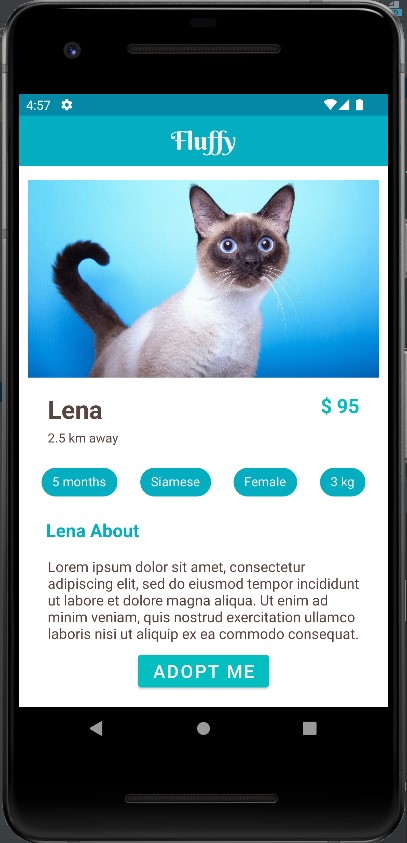 4:57
Fluffy
Lena
$ 95
2.5 km away
5 months
Siamese
Female
3 kg
Lena About
Lorem ipsum dolor sit amet, consectetur
adipiscing elit, sed do eiusmod tempor incididunt
ut labore et dolore magna aliqua. Ut enim ad
minim veniam, quis nostrud exercitation ullamco
laboris nisi ut aliquip ex ea commodo consequat.
ADOPT ME